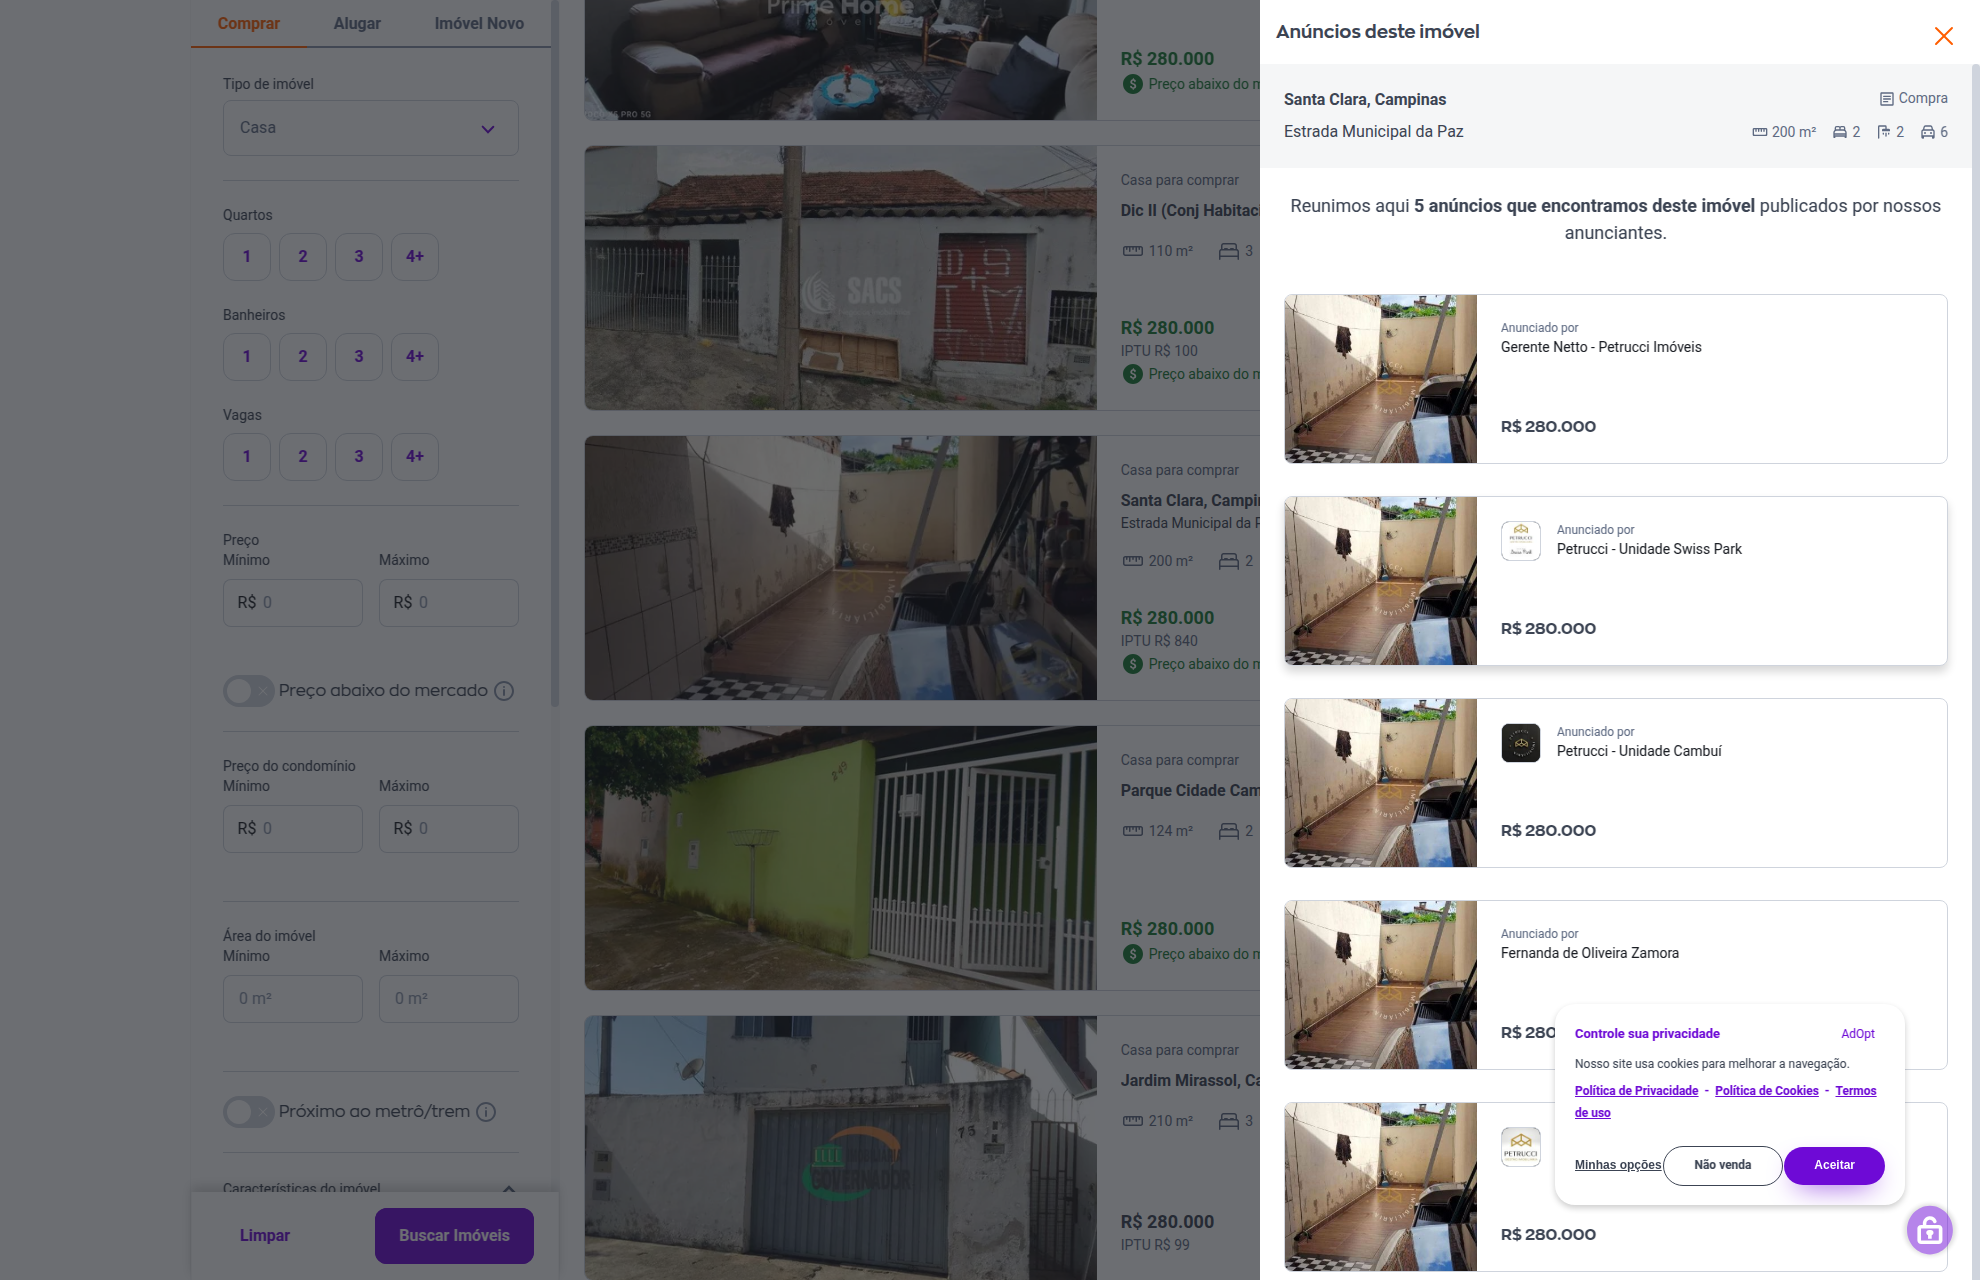 Comprar
Alugar
Imóvel Novo
Tipo de imóvel
Casa
Quartos
1
2
3
4+
Banheiros
1
2
3
4+
Vagas
1
2
3
4+
Preço
Mínimo
Máximo
R$ 0
R$ 0
Preço abaixo do mercado
Preço do condomínio
Mínimo
Máximo
R$ 0
R$ 0
Área do imóvel
Mínimo
Máximo
0 m²
0 m²
Próximo ao metrô/trem
Características do imóvel
Limpar
Buscar Imóveis
Prime Home
imóveis
R$ 280.000
Preço abaixo do m
SACS
Casa para comprar
Dic II (Conj Habitac
110 m²
3
R$ 280.000
IPTU R$ 100
Preço abaixo do m
Casa para comprar
Santa Clara, Campin
Estrada Municipal da P
200 m²
2
R$ 280.000
IPTU R$ 840
Preço abaixo do m
Casa para comprar
Parque Cidade Cam
124 m²
2
R$ 280.000
Preço abaixo do m
GOVERNADOR
75
Casa para comprar
Jardim Mirassol, Ca
210 m²
3
R$ 280.000
IPTU R$ 99
Anúncios deste imóvel
Santa Clara, Campinas
Compra
Estrada Municipal da Paz
200 m²
2
2
6
Reunimos aqui 5 anúncios que encontramos deste imóvel publicados por nossos
anunciantes.
Anunciado por
Gerente Netto - Petrucci Imóveis
R$ 280.000
PETRUCCI
Swiss Park
Anunciado por
Petrucci - Unidade Swiss Park
R$ 280.000
Anunciado por
Petrucci - Unidade Cambuí
R$ 280.000
Anunciado por
Fernanda de Oliveira Zamora
R$ 280
PETRUCCI
R$ 280.000
Controle sua privacidade
AdOpt
Nosso site usa cookies para melhorar a navegação.
Política de Privacidade - Política de Cookies - Termos
de uso
Minhas opções
Não venda
Aceitar